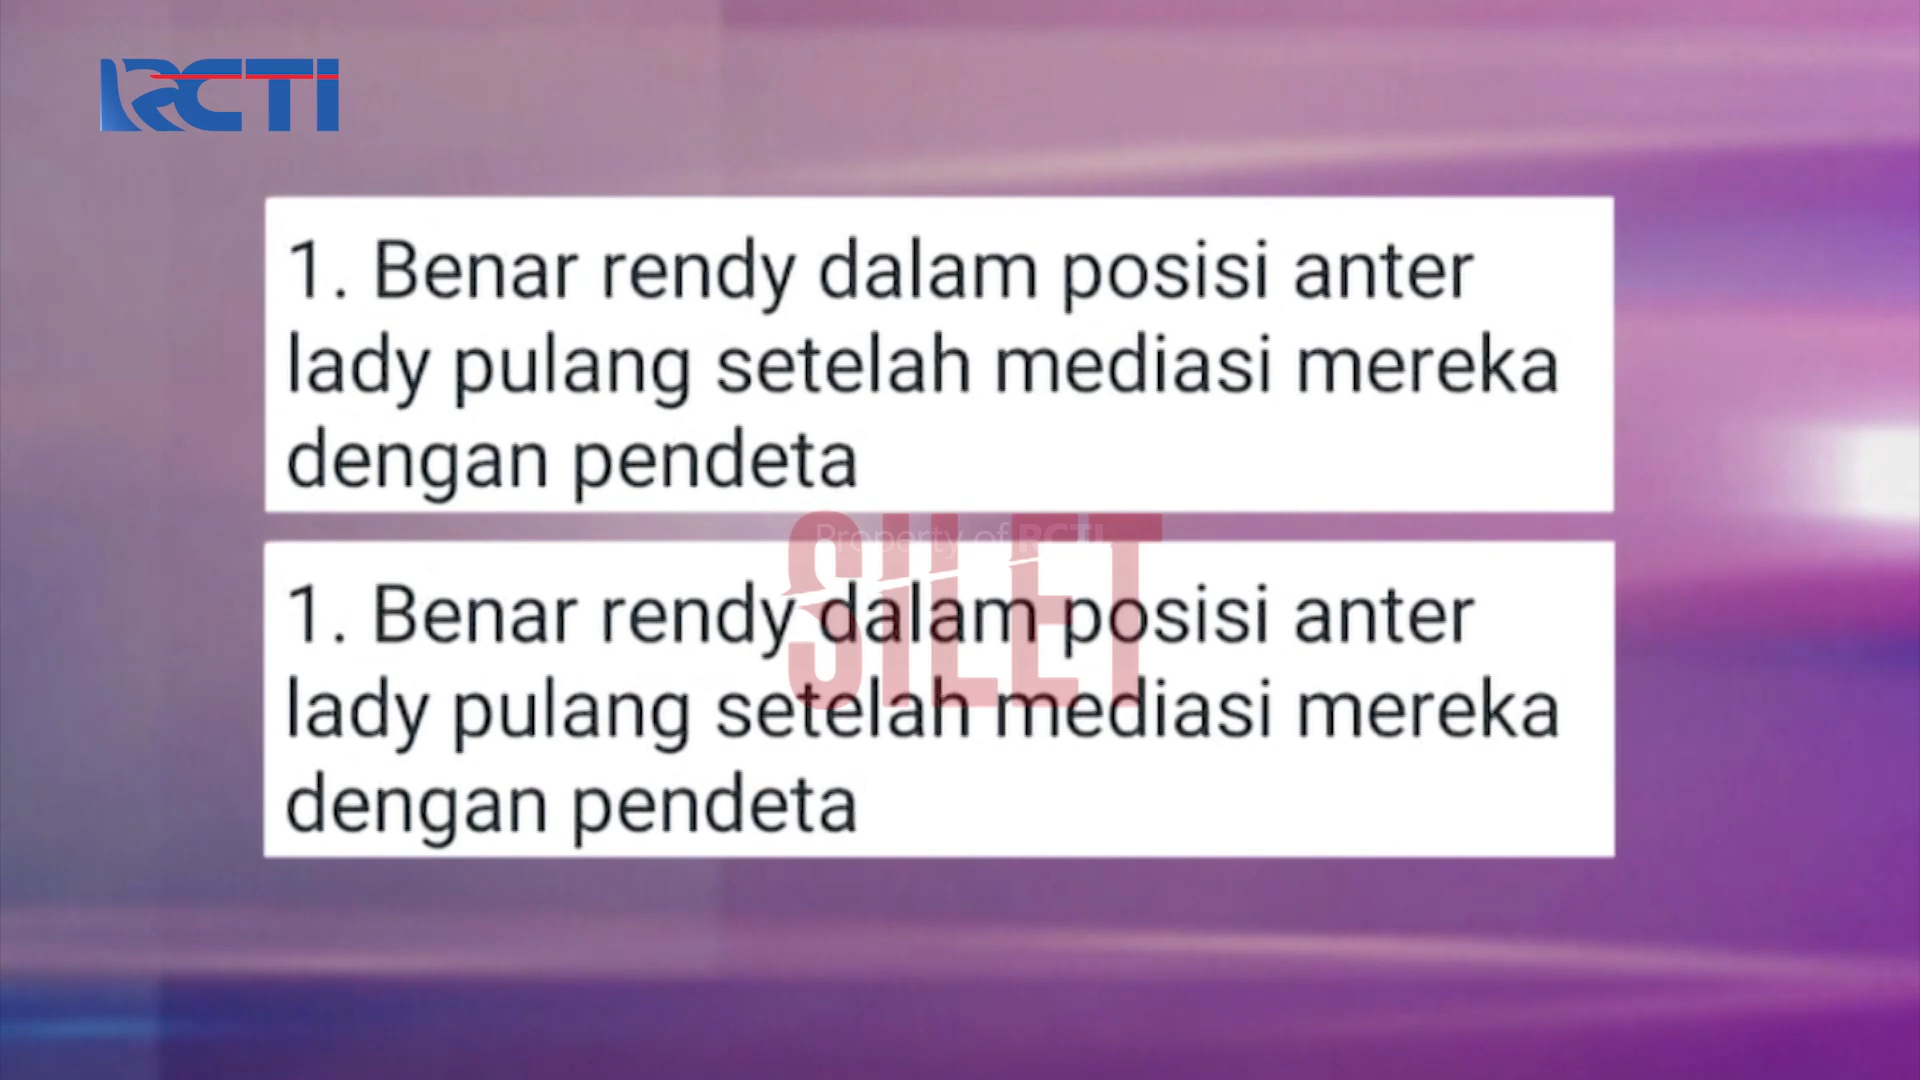 RCTI
1. Benar rendy dalam posisi anter
lady pulang setelah mediasi mereka
dengan pendeta
Property of RCTI
SILET
1. Benar rendy dalam posisi anter
lady pulang setelah mediasi mereka
dengan pendeta